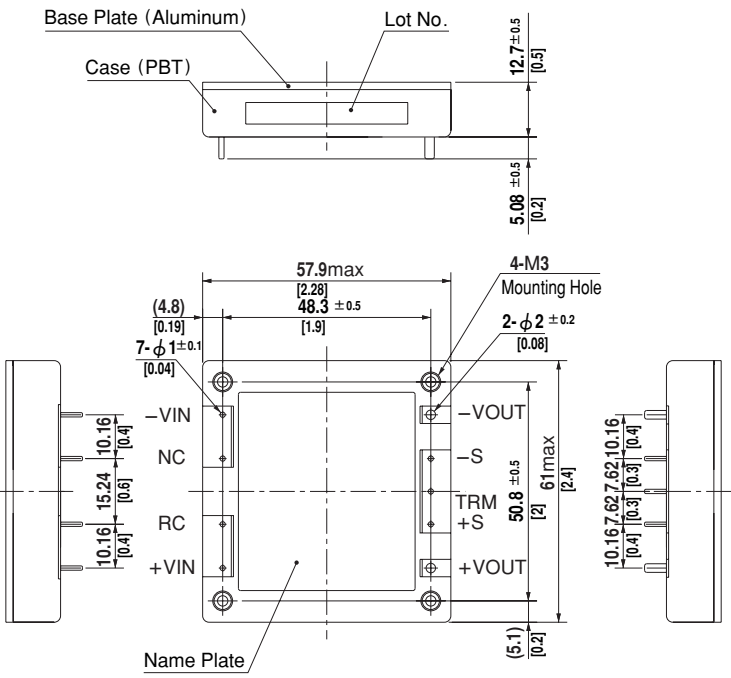 Base Plate (Aluminum)
Lot No.
Case (PBT)
12.7±0.5
[0.5]
5.08 ±0.5
[0.2]
57.9max
[2.28]
4-M3
Mounting Hole
(4.8)
[0.19]
48.3 ±0.5
[1.9]
2-ϕ2 ±0.2
[0.08]
7-ϕ1±0.1
[0.04]
−VIN
NC
RC
+VIN
−VOUT
−S
TRM
+S
+VOUT
10.16
[0.4]
15.24
[0.6]
10.16
[0.4]
50.8 ±0.5
[2]
61max
[2.4]
10.16
[0.4]
7.62
[0.3]
7.62
[0.3]
10.16
[0.4]
(5.1)
[0.2]
Name Plate